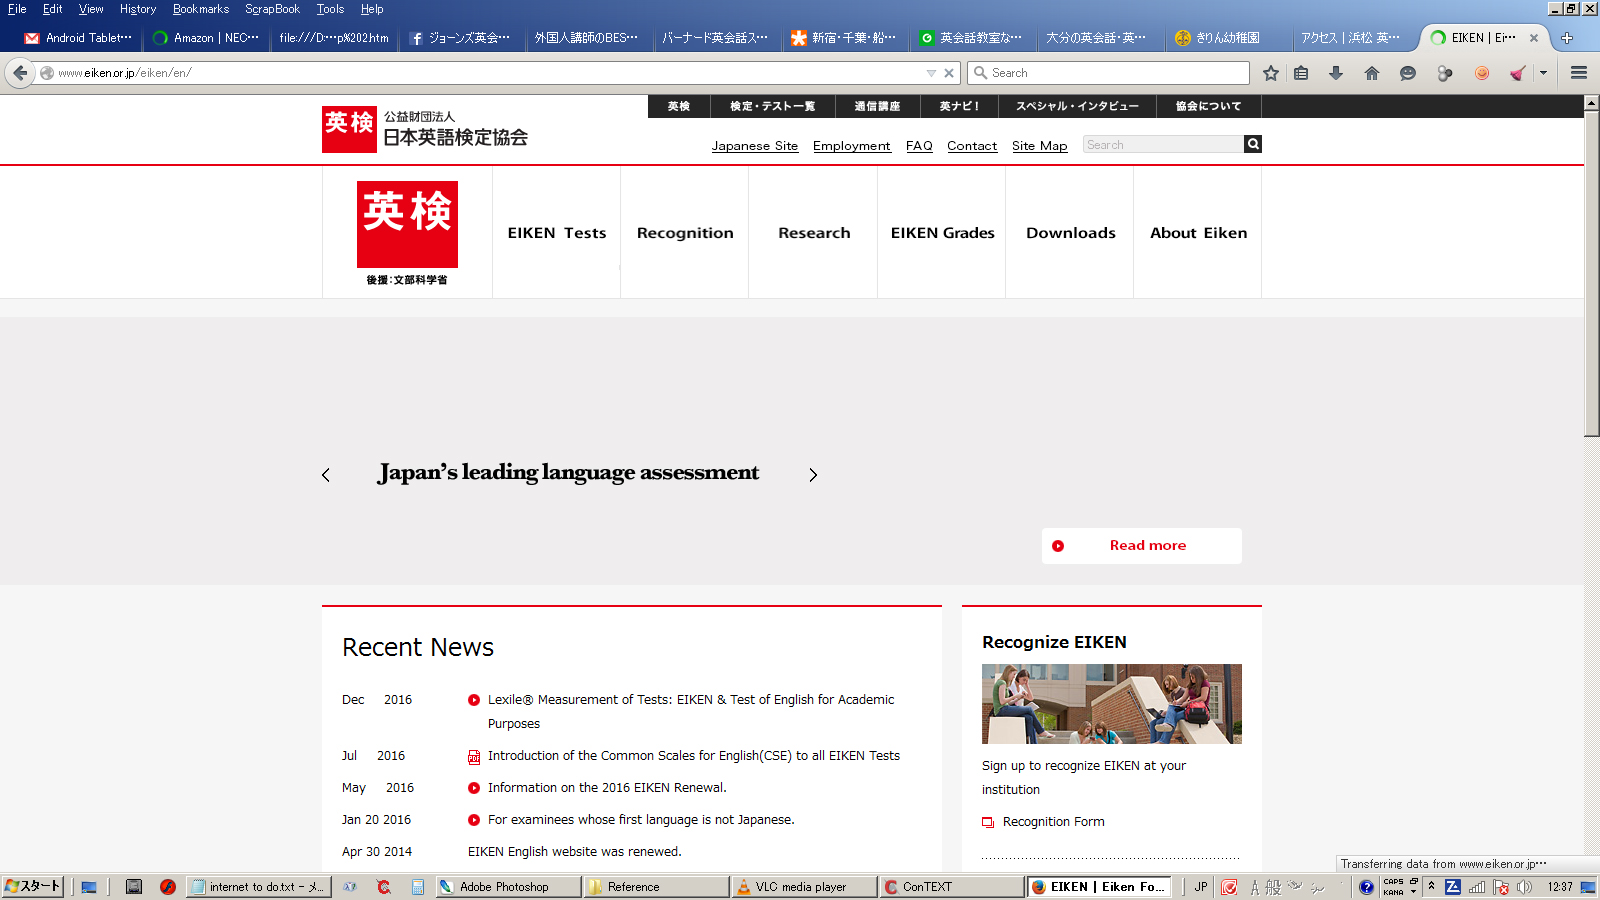 File Edit View History Bookmarks ScrapBook Tools Help
Android Tablet… Amazon | NEC… file:///D:…p%202.htm ジョーンズ英会… 外国人講師のBES… バーナード英会話ス… 新宿・千葉・船… 英会話教室な… 大分の英会話・英… きりん幼稚園 アクセス | 浜松 英… EIKEN | Ei…
www.eiken.or.jp/eiken/en/ Search
英検 検定・テスト一覧 通信講座 英ナビ! スペシャル・インタビュー 協会について
英検 公益財団法人
日本英語検定協会
Japanese Site Employment FAQ Contact Site Map Search
英検
後援:文部科学省
EIKEN Tests Recognition Research EIKEN Grades Downloads About Eiken
Japan's leading language assessment
Read more
Recent News
Dec 2016 Lexile® Measurement of Tests: EIKEN & Test of English for Academic
Purposes
Jul 2016 PDF Introduction of the Common Scales for English(CSE) to all EIKEN Tests
May 2016 Information on the 2016 EIKEN Renewal.
Jan 20 2016 For examinees whose first language is not Japanese.
Apr 30 2014 EIKEN English website was renewed.
Recognize EIKEN
Sign up to recognize EIKEN at your
institution
Recognition Form
Transferring data from www.eiken.or.jp…
スタート internet to do.txt - メ... Adobe Photoshop Reference VLC media player ConTEXT EIKEN | Eiken Fo... JP A 般 CAPS KANA 12:37